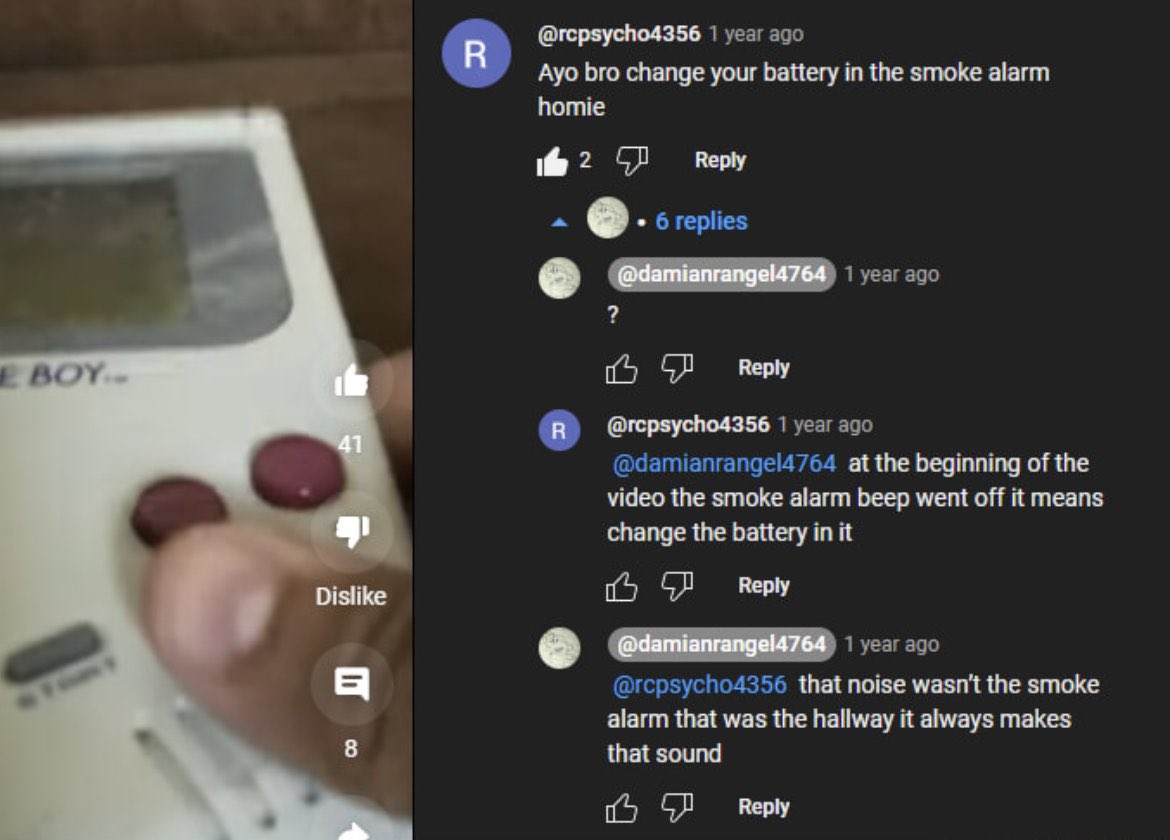 E BOY
START
41
Dislike
8
R
@rcpsycho4356 1 year ago
Ayo bro change your battery in the smoke alarm
homie
2 Reply
• 6 replies
@damianrangel4764 1 year ago
?
Reply
R
@rcpsycho4356 1 year ago
@damianrangel4764 at the beginning of the
video the smoke alarm beep went off it means
change the battery in it
Reply
@damianrangel4764 1 year ago
@rcpsycho4356 that noise wasn't the smoke
alarm that was the hallway it always makes
that sound
Reply